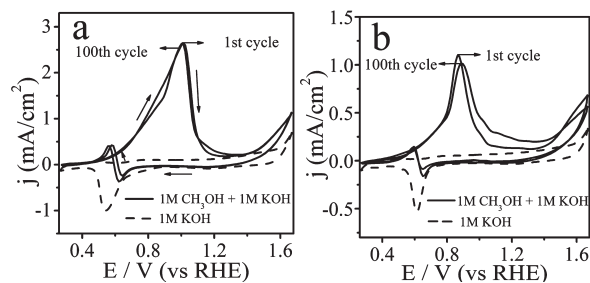 a
100th cycle
1st cycle
j (mA/cm²)
3
2
1
0
-1
1M CH₃OH + 1M KOH
1M KOH
0.4 0.8 1.2 1.6
E / V (vs RHE)
b
100th cycle
1st cycle
j (mA/cm²)
1.5
1.0
0.5
0.0
-0.5
1M CH₃OH + 1M KOH
1M KOH
0.4 0.8 1.2 1.6
E / V (vs RHE)